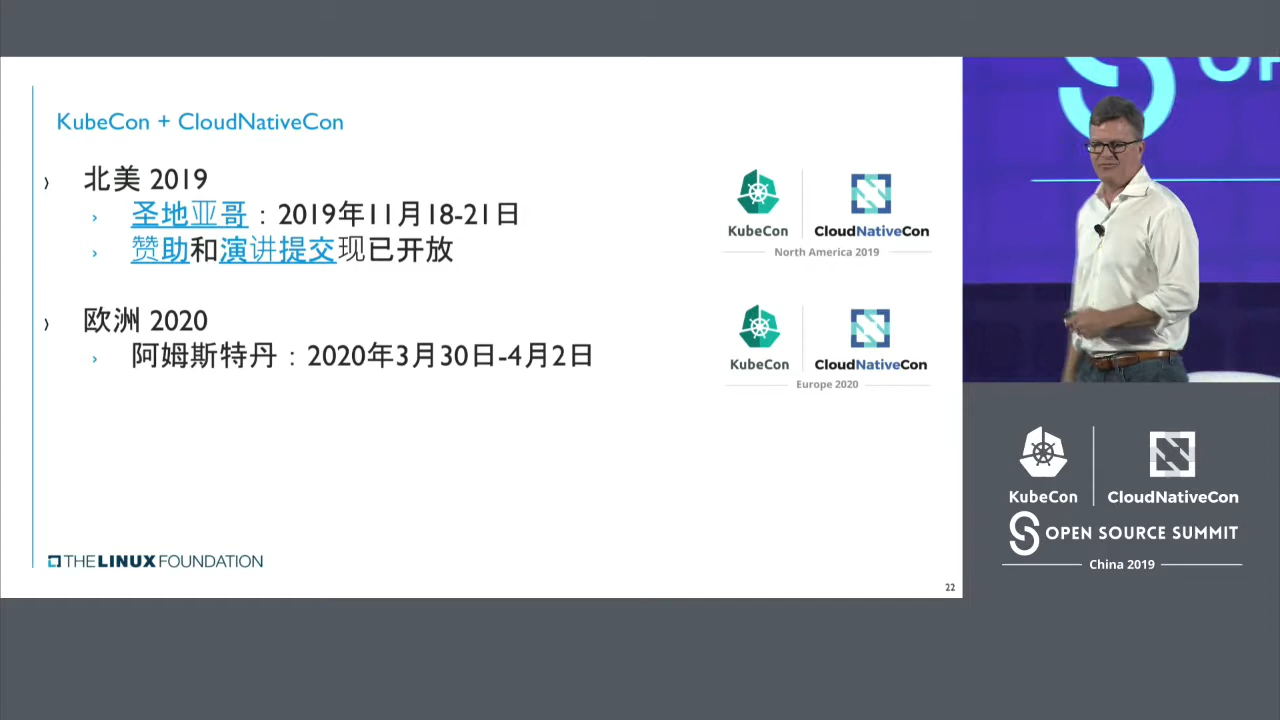 KubeCon + CloudNativeCon
北美 2019
圣地亚哥：2019年11月18-21日
赞助和演讲提交现已开放
欧洲 2020
阿姆斯特丹：2020年3月30日-4月2日
KubeCon
CloudNativeCon
North America 2019
KubeCon
CloudNativeCon
Europe 2020
THE LINUX FOUNDATION
22
KubeCon
CloudNativeCon
OPEN SOURCE SUMMIT
China 2019